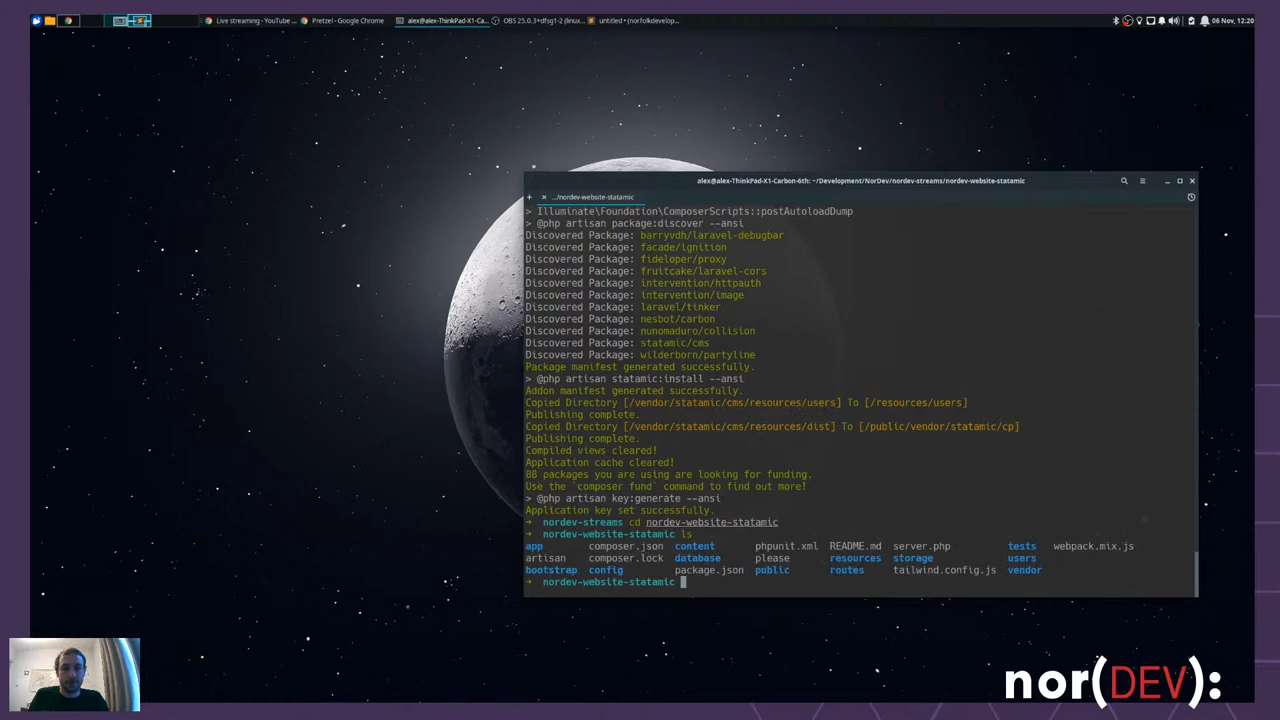 Live streaming - YouTube ...
Pretzel - Google Chrome
alex@alex-ThinkPad-X1-Ca...
OBS 25.0.3+dfsg1-2 (linux...
untitled • (norfolkdevelop...
06 Nov, 12:20
alex@alex-ThinkPad-X1-Carbon-6th: ~/Development/NorDev/nordev-streams/nordev-website-statamic
+ × .../nordev-website-statamic
> Illuminate\Foundation\ComposerScripts::postAutoloadDump
> @php artisan package:discover --ansi
Discovered Package: barryvdh/laravel-debugbar
Discovered Package: facade/ignition
Discovered Package: fideloper/proxy
Discovered Package: fruitcake/laravel-cors
Discovered Package: intervention/httpauth
Discovered Package: intervention/image
Discovered Package: laravel/tinker
Discovered Package: nesbot/carbon
Discovered Package: nunomaduro/collision
Discovered Package: statamic/cms
Discovered Package: wilderborn/partyline
Package manifest generated successfully.
> @php artisan statamic:install --ansi
Addon manifest generated successfully.
Copied Directory [/vendor/statamic/cms/resources/users] To [/resources/users]
Publishing complete.
Copied Directory [/vendor/statamic/cms/resources/dist] To [/public/vendor/statamic/cp]
Publishing complete.
Compiled views cleared!
Application cache cleared!
88 packages you are using are looking for funding.
Use the `composer fund` command to find out more!
> @php artisan key:generate --ansi
Application key set successfully.
→ nordev-streams cd nordev-website-statamic
→ nordev-website-statamic ls
app composer.json content phpunit.xml README.md server.php tests webpack.mix.js
artisan composer.lock database please resources storage users
bootstrap config package.json public routes tailwind.config.js vendor
→ nordev-website-statamic
nor(DEV):